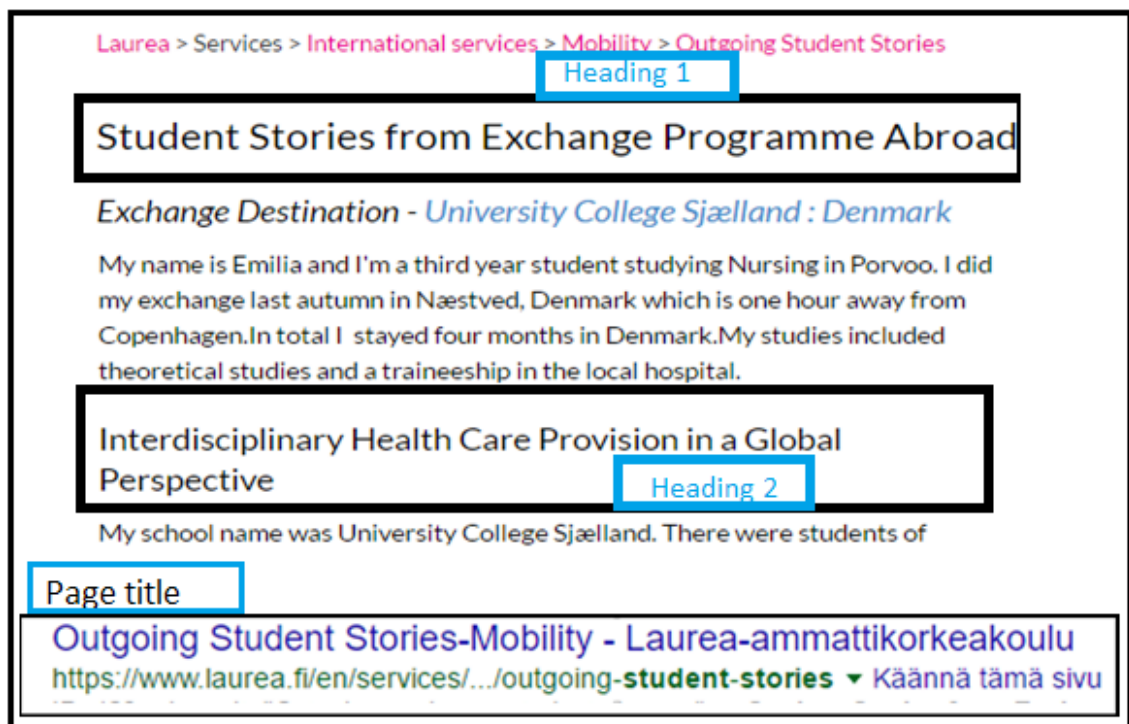 Laurea > Services > International services > Mobility > Outgoing Student Stories
Heading 1
Student Stories from Exchange Programme Abroad
Exchange Destination - University College Sjælland : Denmark
My name is Emilia and I'm a third year student studying Nursing in Porvoo. I did
my exchange last autumn in Næstved, Denmark which is one hour away from
Copenhagen.In total I stayed four months in Denmark.My studies included
theoretical studies and a traineeship in the local hospital.
Interdisciplinary Health Care Provision in a Global
Perspective
Heading 2
My school name was University College Sjælland. There were students of
Page title
Outgoing Student Stories-Mobility - Laurea-ammattikorkeakoulu
https://www.laurea.fi/en/services/.../outgoing-student-stories ▾ Käännä tämä sivu